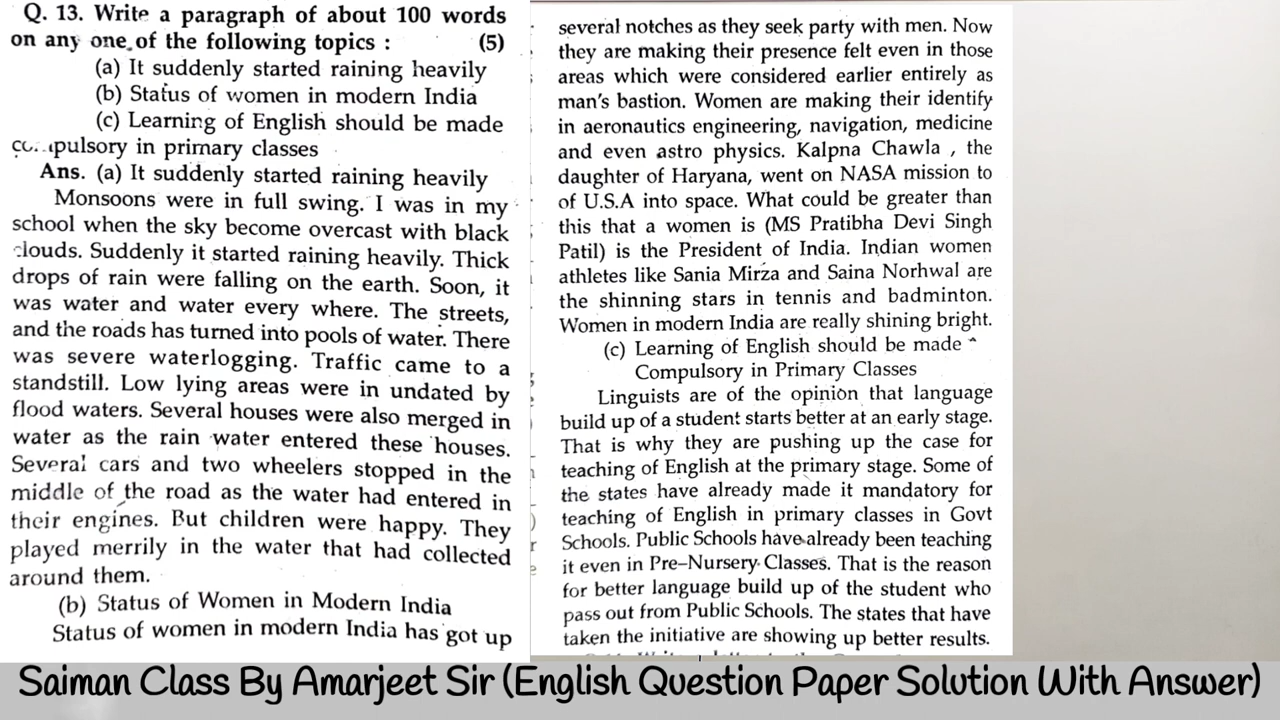 Q. 13. Write a paragraph of about 100 words
on any one of the following topics : (5)
(a) It suddenly started raining heavily
(b) Status of women in modern India
(c) Learning of English should be made
compulsory in primary classes
Ans. (a) It suddenly started raining heavily
Monsoons were in full swing. I was in my
school when the sky become overcast with black
clouds. Suddenly it started raining heavily. Thick
drops of rain were falling on the earth. Soon, it
was water and water every where. The streets,
and the roads has turned into pools of water. There
was severe waterlogging. Traffic came to a
standstill. Low lying areas were in undated by
flood waters. Several houses were also merged in
water as the rain water entered these houses.
Several cars and two wheelers stopped in the
middle of the road as the water had entered in
their engines. But children were happy. They
played merrily in the water that had collected
around them.
(b) Status of Women in Modern India
Status of women in modern India has got up
several notches as they seek party with men. Now
they are making their presence felt even in those
areas which were considered earlier entirely as
man's bastion. Women are making their identify
in aeronautics engineering, navigation, medicine
and even astro physics. Kalpna Chawla , the
daughter of Haryana, went on NASA mission to
of U.S.A into space. What could be greater than
this that a women is (MS Pratibha Devi Singh
Patil) is the President of India. Indian women
athletes like Sania Mirza and Saina Norhwal are
the shinning stars in tennis and badminton.
Women in modern India are really shining bright.
(c) Learning of English should be made
Compulsory in Primary Classes
Linguists are of the opinion that language
build up of a student starts better at an early stage.
That is why they are pushing up the case for
teaching of English at the primary stage. Some of
the states have already made it mandatory for
teaching of English in primary classes in Govt
Schools. Public Schools have already been teaching
it even in Pre–Nursery Classes. That is the reason
for better language build up of the student who
pass out from Public Schools. The states that have
taken the initiative are showing up better results.
Saiman Class By Amarjeet Sir (English Question Paper Solution With Answer)